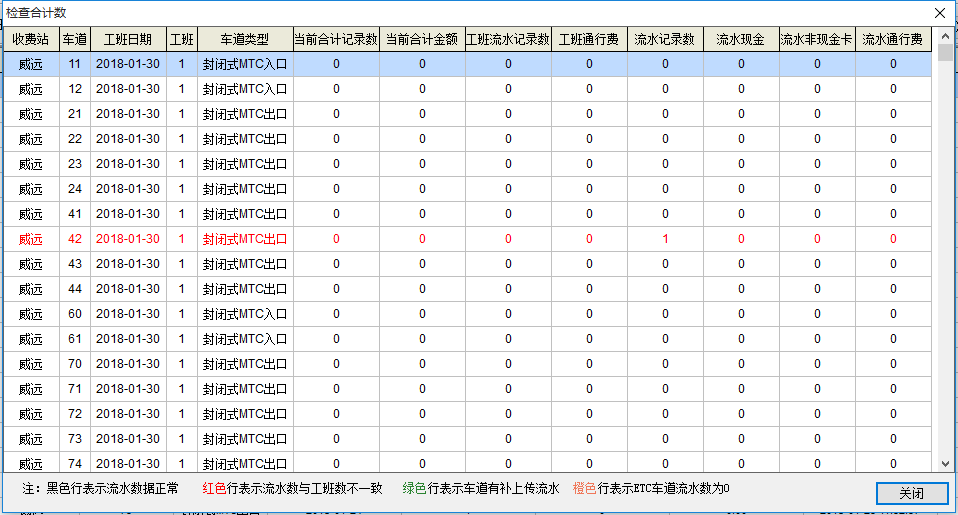 检查合计数
收费站 车道 工班日期 工班 车道类型 当前合计记录数 当前合计金额 工班流水记录数 工班通行费 流水记录数 流水现金 流水非现金卡 流水通行费
威远 11 2018-01-30 1 封闭式MTC入口 0 0 0 0 0 0 0 0
威远 12 2018-01-30 1 封闭式MTC入口 0 0 0 0 0 0 0 0
威远 21 2018-01-30 1 封闭式MTC出口 0 0 0 0 0 0 0 0
威远 22 2018-01-30 1 封闭式MTC出口 0 0 0 0 0 0 0 0
威远 23 2018-01-30 1 封闭式MTC出口 0 0 0 0 0 0 0 0
威远 24 2018-01-30 1 封闭式MTC出口 0 0 0 0 0 0 0 0
威远 41 2018-01-30 1 封闭式MTC出口 0 0 0 0 0 0 0 0
威远 42 2018-01-30 1 封闭式MTC出口 0 0 0 0 1 0 0 0
威远 43 2018-01-30 1 封闭式MTC出口 0 0 0 0 0 0 0 0
威远 44 2018-01-30 1 封闭式MTC出口 0 0 0 0 0 0 0 0
威远 60 2018-01-30 1 封闭式MTC入口 0 0 0 0 0 0 0 0
威远 61 2018-01-30 1 封闭式MTC入口 0 0 0 0 0 0 0 0
威远 70 2018-01-30 1 封闭式MTC出口 0 0 0 0 0 0 0 0
威远 71 2018-01-30 1 封闭式MTC出口 0 0 0 0 0 0 0 0
威远 72 2018-01-30 1 封闭式MTC出口 0 0 0 0 0 0 0 0
威远 73 2018-01-30 1 封闭式MTC出口 0 0 0 0 0 0 0 0
威远 74 2018-01-30 1 封闭式MTC出口 0 0 0 0 0 0 0 0
注：黑色行表示流水数据正常 红色行表示流水数与工班数不一致 绿色行表示车道有补上传流水 橙色行表示ETC车道流水数为0
关闭